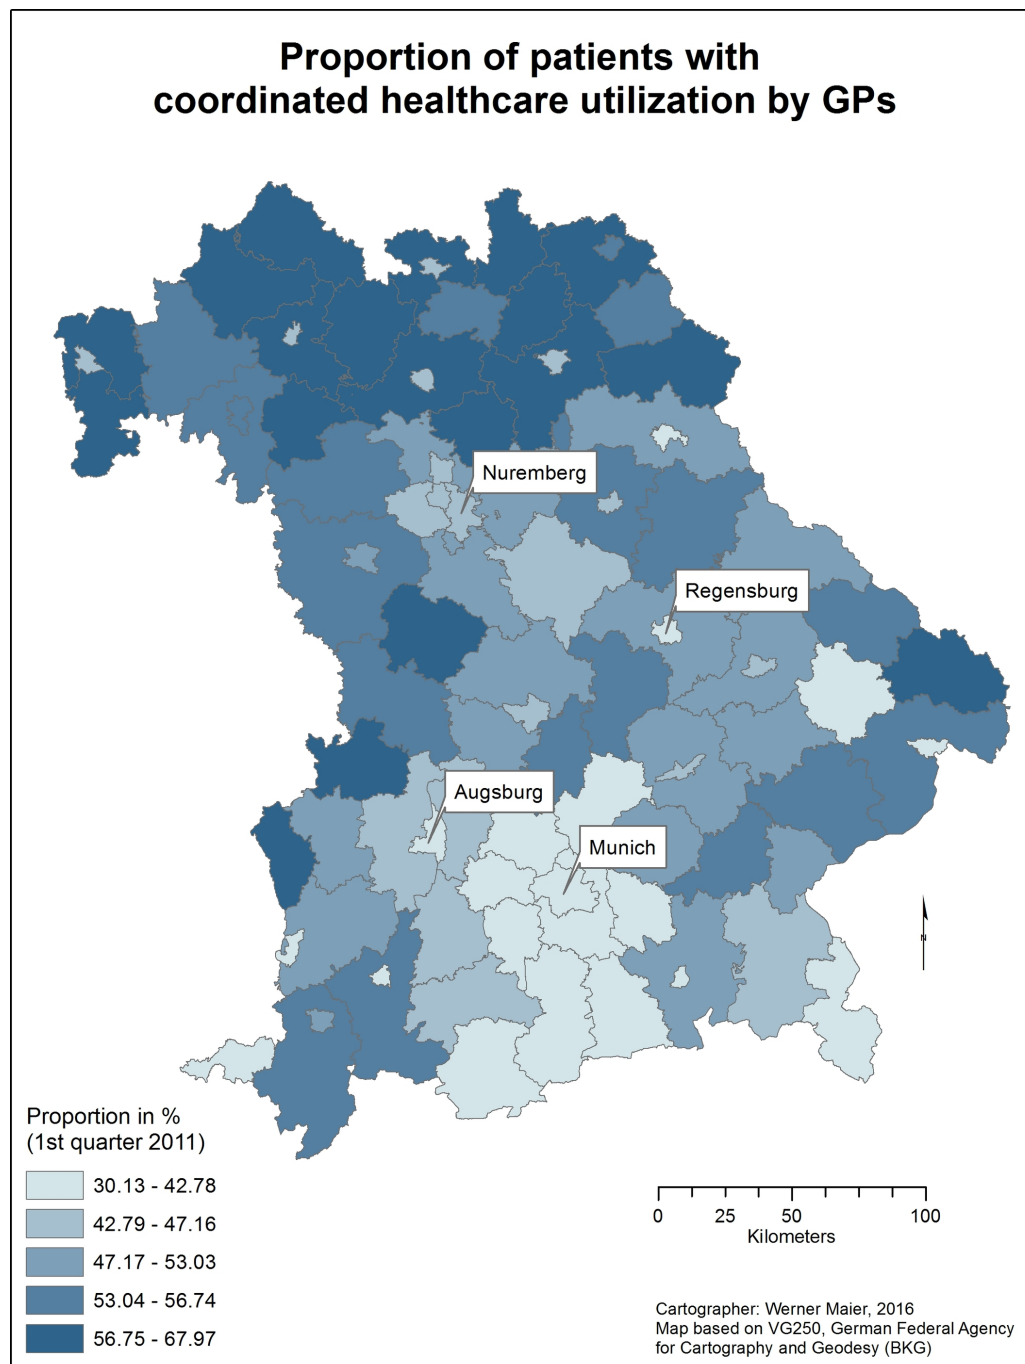 Proportion of patients with
coordinated healthcare utilization by GPs
Nuremberg
Regensburg
Augsburg
Munich
N
Proportion in %
(1st quarter 2011)
30.13 - 42.78
42.79 - 47.16
47.17 - 53.03
53.04 - 56.74
56.75 - 67.97
0 25 50 100
Kilometers
Cartographer: Werner Maier, 2016
Map based on VG250, German Federal Agency
for Cartography and Geodesy (BKG)